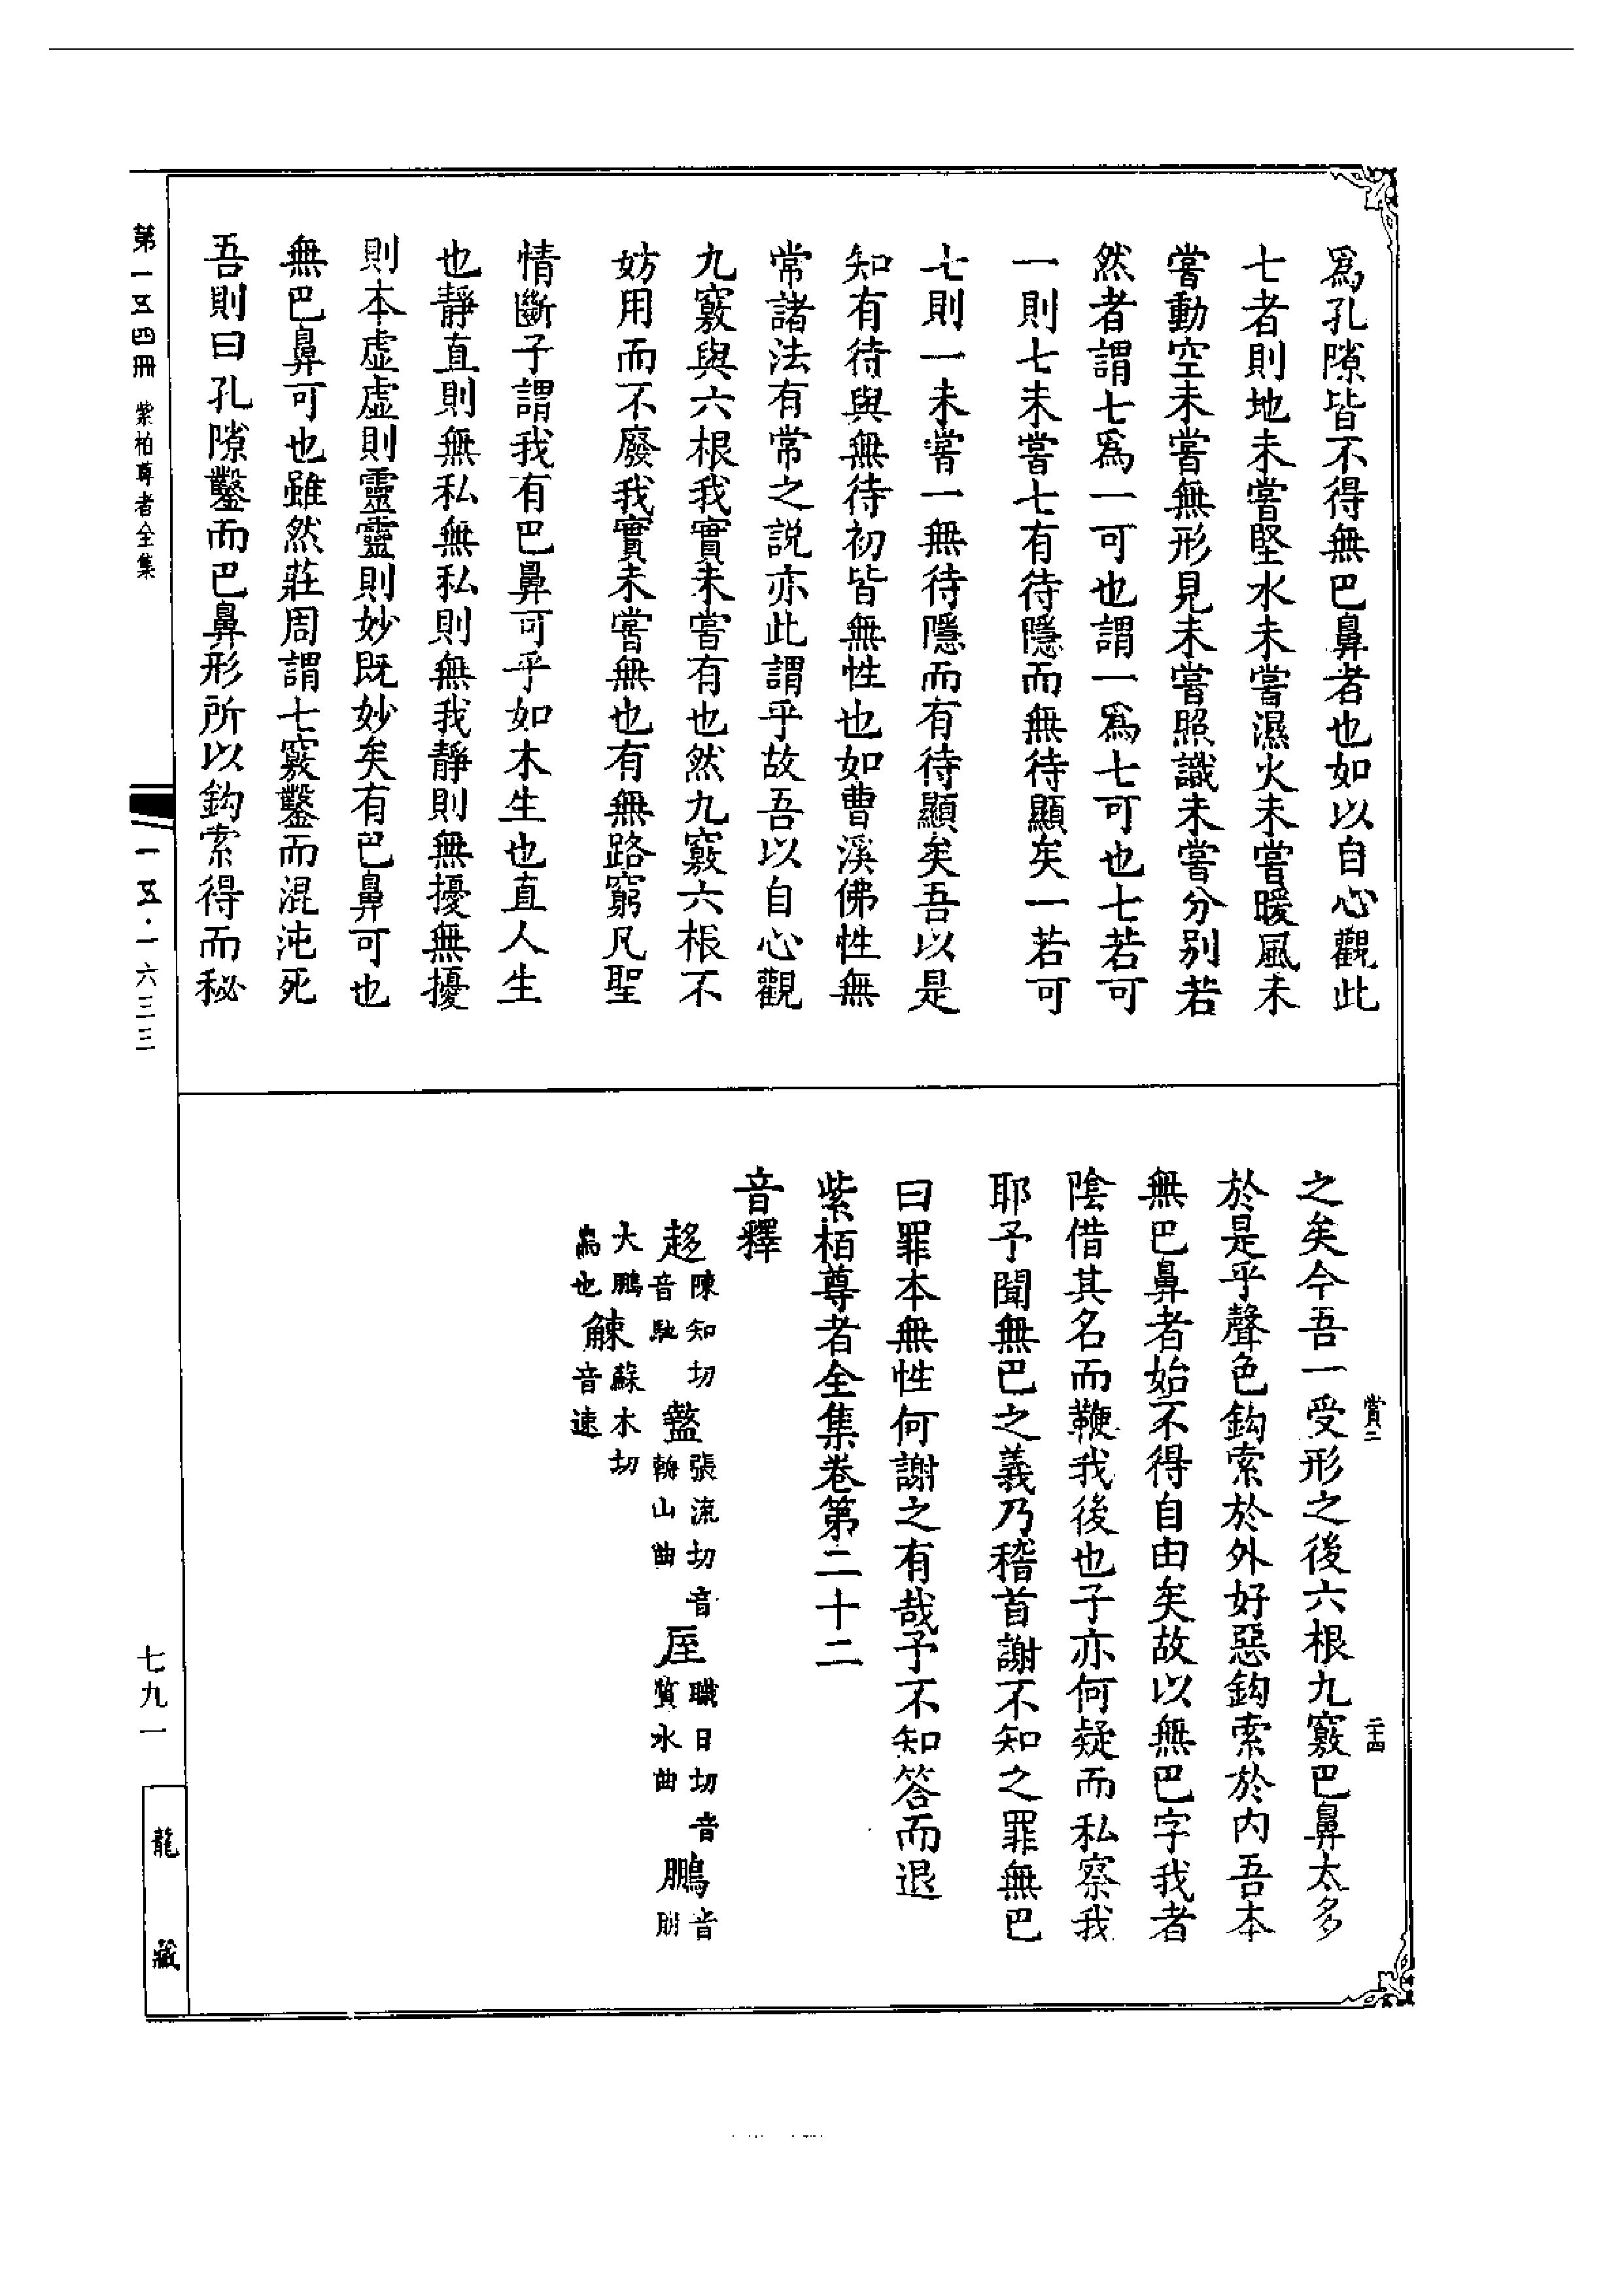 爲孔隙皆不得無巴鼻者也如以自心觀此
七者則地未嘗堅水未嘗濕火未嘗暖風未
嘗動空未嘗無形見未嘗照識未嘗分别若
然者謂七爲一可也謂一爲七可也七若可
一則七未嘗七有待隱而無待顯矣一若可
七則一未嘗一無待隱而有待顯矣吾以是
知有待與無待初皆無性也如曹溪佛性無
常諸法有常之説亦此謂乎故吾以自心觀
九竅與六根我實未嘗有也然九竅六根不
妨用而不廢我實未嘗無也有無路窮凡聖
情斷子謂我有巴鼻可乎如木生也直人生
也靜直則無私無私則無我靜則無擾無擾
則本虚虚則靈靈則妙既妙矣有巴鼻可也
無巴鼻可也雖然莊周謂七竅鑿而混沌死
吾則曰孔隙鑿而巴鼻形所以鈎索得而秘
之矣今吾一受形之後六根九竅巴鼻太多
於是乎聲色鈎索於外好惡鈎索於内吾本
無巴鼻者始不得自由矣故以無巴字我者
陰借其名而鞭我後也子亦何疑而私察我
耶予聞無巴之義乃稽首謝不知之罪無巴
曰罪本無性何謝之有哉予不知答而退
紫栢尊者全集卷第二十二
音釋
趍 陳知切音馳 盩 張流切音輈山曲 厔 職日切音質水曲 鵬 音朋
大鵬鳥也 觫 蘇木切音速
賞二
二十四
第一五四冊 紫柏尊者全集
一五·一六三三
七九一
龍藏